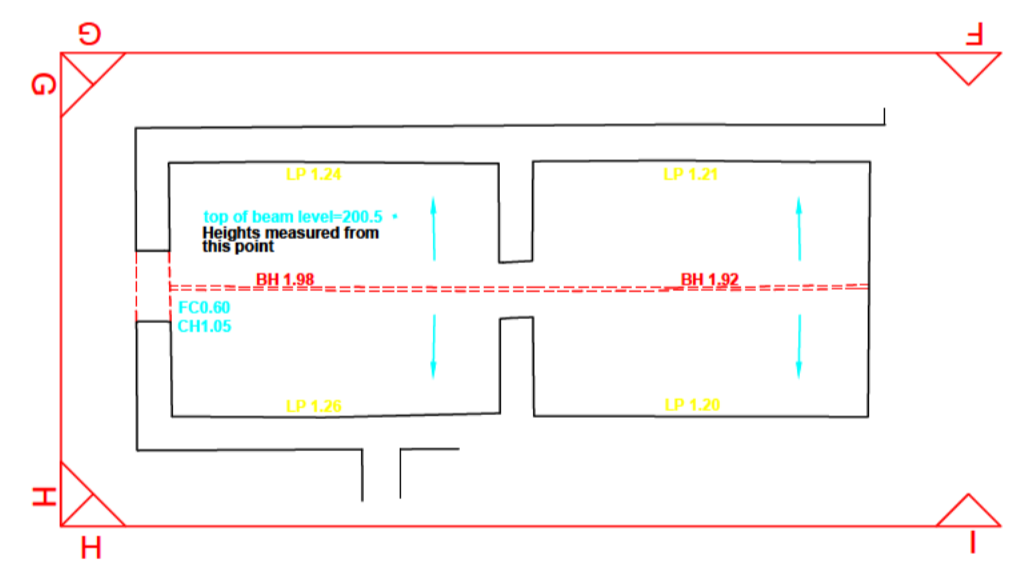 G
F
G
LP 1.24
LP 1.21
top of beam level=200.5
Heights measured from
this point
BH 1.98
BH 1.92
FC0.60
CH1.05
LP 1.26
LP 1.20
H
H
I